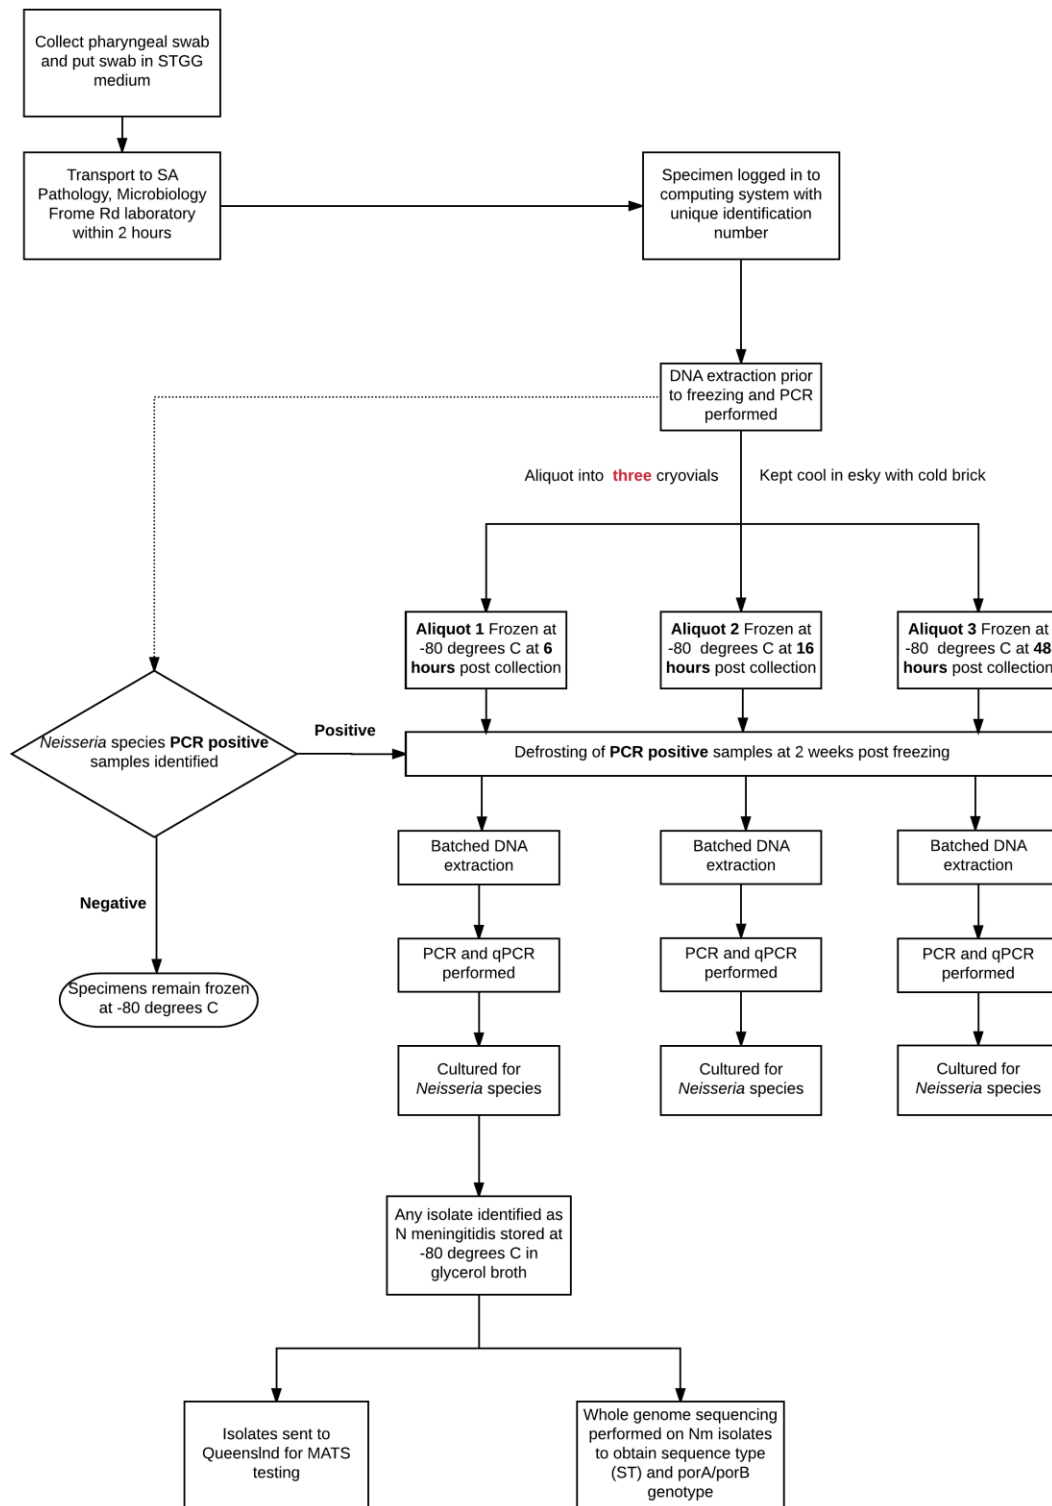 Collect pharyngeal swab
and put swab in STGG
medium
Transport to SA
Pathology, Microbiology
Frome Rd laboratory
within 2 hours
Specimen logged in to
computing system with
unique identification
number
DNA extraction prior
to freezing and PCR
performed
Aliquot into three cryovials
Kept cool in esky with cold brick
Aliquot 1 Frozen at
-80 degrees C at 6
hours post collection
Aliquot 2 Frozen at
-80 degrees C at 16
hours post collection
Aliquot 3 Frozen at
-80 degrees C at 48
hours post collection
Neisseria species PCR positive
samples identified
Positive
Defrosting of PCR positive samples at 2 weeks post freezing
Negative
Specimens remain frozen
at -80 degrees C
Batched DNA
extraction
Batched DNA
extraction
Batched DNA
extraction
PCR and qPCR
performed
PCR and qPCR
performed
PCR and qPCR
performed
Cultured for
Neisseria species
Cultured for
Neisseria species
Cultured for
Neisseria species
Any isolate identified as
N meningitidis stored at
-80 degrees C in
glycerol broth
Isolates sent to
Queenslnd for MATS
testing
Whole genome sequencing
performed on Nm isolates
to obtain sequence type
(ST) and porA/porB
genotype